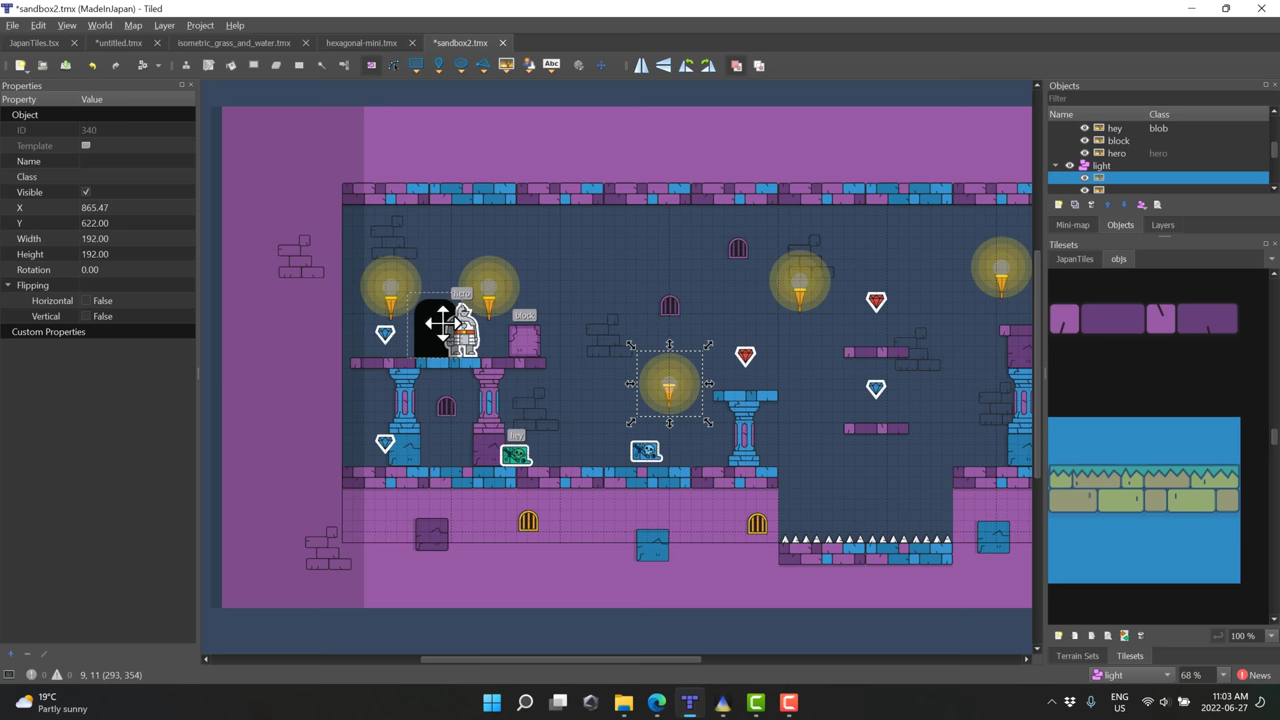 *sandbox2.tmx (MadeInJapan) - Tiled
File Edit View World Map Layer Project Help
JapanTiles.tsx *untitled.tmx isometric_grass_and_water.tmx hexagonal-mini.tmx *sandbox2.tmx
Abc
Properties
Property Value
Object
ID 340
Template
Name
Class
Visible
X 865.47
Y 622.00
Width 192.00
Height 192.00
Rotation 0.00
Flipping
Horizontal False
Vertical False
Custom Properties
hero
block
hey
Objects
Filter
Name Class
hey blob
block
hero hero
light
Mini-map Objects Layers
Tilesets
JapanTiles objs
100 %
Terrain Sets Tilesets
0 0 9, 11 (293, 354)
light 68 % News
19°C
Partly sunny
ENG
US
11:03 AM
2022-06-27